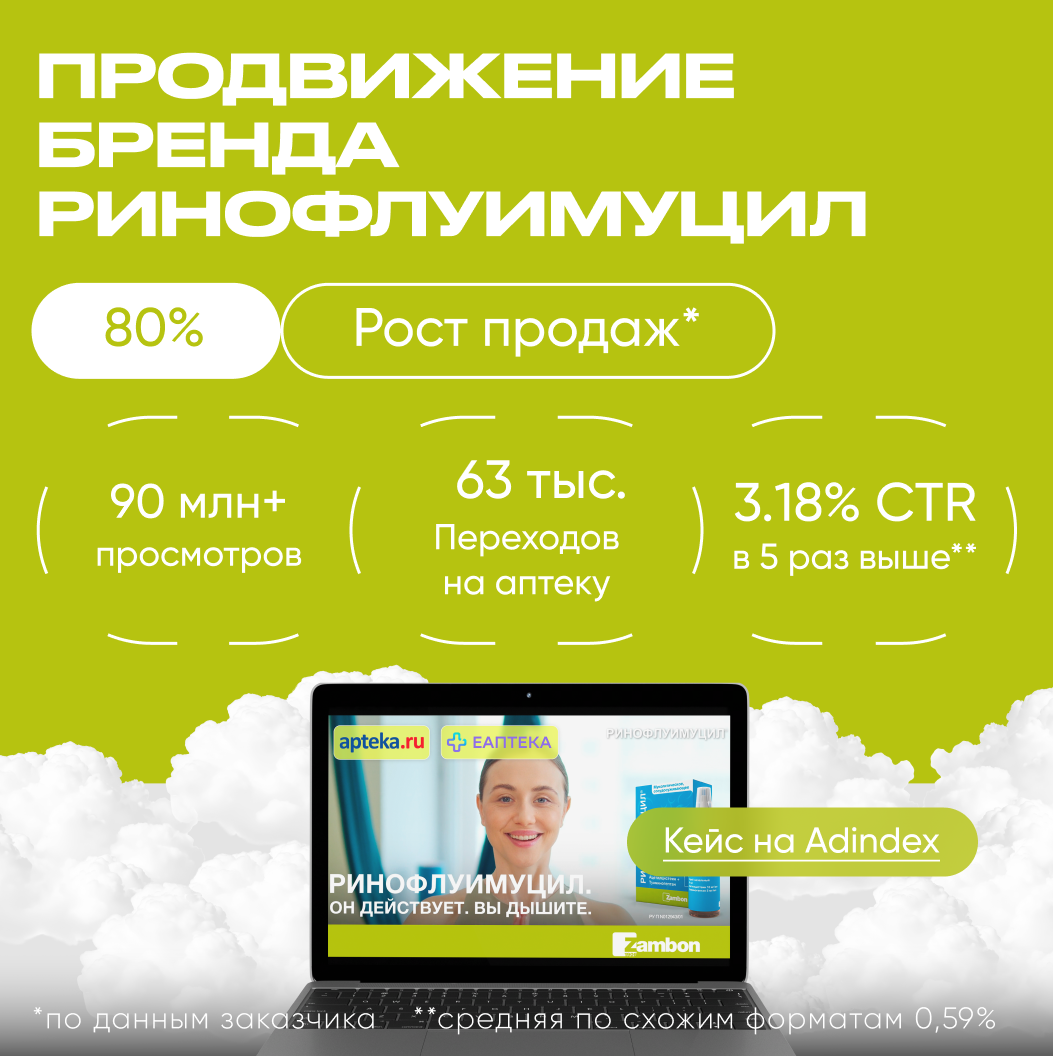 ПРОДВИЖЕНИЕ
БРЕНДА
РИНОФЛУИМУЦИЛ
80% Рост продаж*
90 млн+
просмотров
63 тыс.
Переходов
на аптеку
3.18% CTR
в 5 раз выше**
apteka.ru ЕАПТЕКА РИНОФЛУИМУЦИЛ
Кейс на Adindex
РИНОФЛУИМУЦИЛ.
ОН ДЕЙСТВУЕТ. ВЫ ДЫШИТЕ.
Zambon
Zambon
*по данным заказчика **средняя по схожим форматам 0,59%